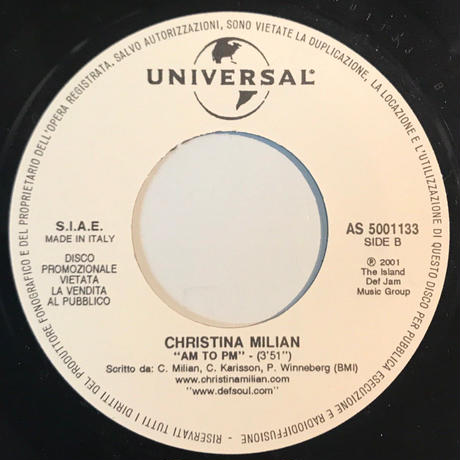 RISERVATI TUTTI I DIRITTI DEL PRODUTTORE FONOGRAFICO E DEL PROPRIETARIO DELL'OPERA REGISTRATA. SALVO AUTORIZZAZIONI, SONO VIETATE LA DUPLICAZIONE, LA LOCAZIONE E L'UTILIZZAZIONE DI QUESTO DISCO PER PUBBLICA ESECUZIONE E RADIODIFFUSIONE -
UNIVERSAL
S.I.A.E.
MADE IN ITALY
DISCO
PROMOZIONALE
VIETATA
LA VENDITA
AL PUBBLICO
AS 5001133
SIDE B
℗ 2001
The Island
Def Jam
Music Group
CHRISTINA MILIAN
"AM TO PM" - (3'51")
Scritto da: C. Milian, C. Karisson, P. Winneberg (BMI)
www.christinamilian.com
"www.defsoul.com"